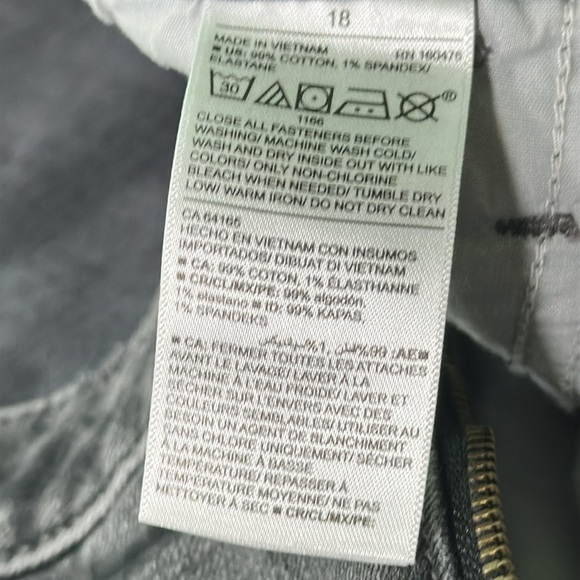 18
MADE IN VIETNAM RN 160476
■ US: 99% COTTON, 1% SPANDEX/
ELASTANE
30
®
1166
CLOSE ALL FASTENERS BEFORE
WASHING/ MACHINE WASH COLD/
WASH AND DRY INSIDE OUT WITH LIKE
COLORS/ ONLY NON-CHLORINE
BLEACH WHEN NEEDED/ TUMBLE DRY
LOW/ WARM IRON/ DO NOT DRY CLEAN
CA 64166
HECHO EN VIETNAM CON INSUMOS
IMPORTADOS/ DIBUAT DI VIETNAM
■ CA: 99% COTON, 1% ÉLASTHANNE
■ CR/CL/MX/PE: 99% algodón,
1% elastano ■ ID: 99% KAPAS,
1% SPANDEKS
■AE: 99% قطن, 1%
■ CA: FERMER TOUTES LES ATTACHES
AVANT LE LAVAGE/ LAVER À LA
MACHINE À L'EAU FROIDE/ LAVER ET
SÉCHER SUR L'ENVERS AVEC DES
COULEURS SEMBLABLES/ UTILISER AU
BESOIN UN AGENT DE BLANCHIMENT
SANS CHLORE UNIQUEMENT/ SÉCHER
À LA MACHINE À BASSE
TEMPÉRATURE/ REPASSER À
TEMPÉRATURE MOYENNE/ NE PAS
NETTOYER À SEC ■ CR/CL/MX/PE: